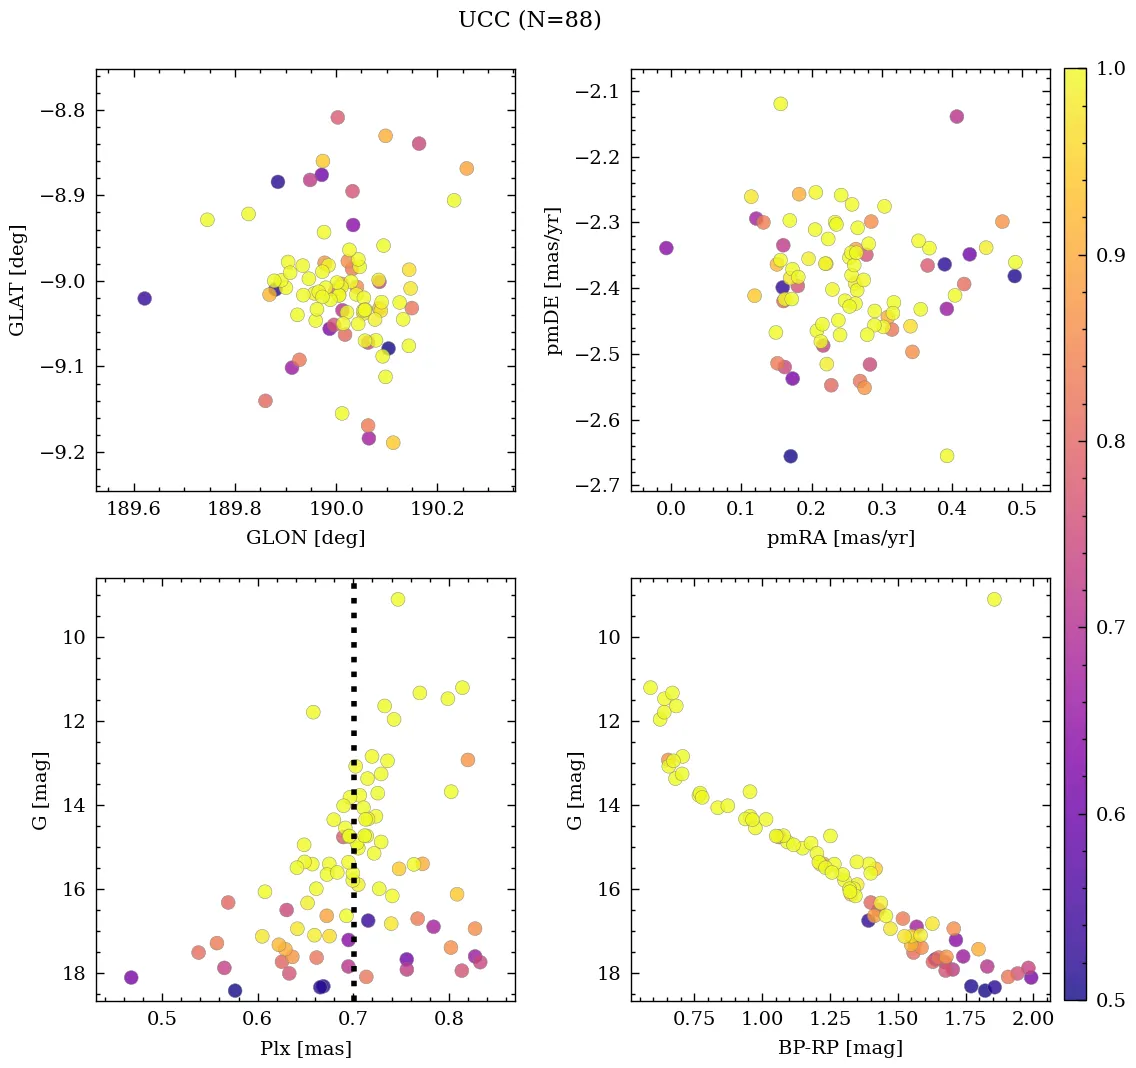 UCC (N=88)
−8.8
−8.9
−9.0
−9.1
−9.2
GLAT [deg]
189.6 189.8 190.0 190.2
GLON [deg]
−2.1
−2.2
−2.3
−2.4
−2.5
−2.6
−2.7
pmDE [mas/yr]
0.0 0.1 0.2 0.3 0.4 0.5
pmRA [mas/yr]
10
12
14
16
18
G [mag]
0.5 0.6 0.7 0.8
Plx [mas]
10
12
14
16
18
G [mag]
0.75 1.00 1.25 1.50 1.75 2.00
BP-RP [mag]
1.0
0.9
0.8
0.7
0.6
0.5